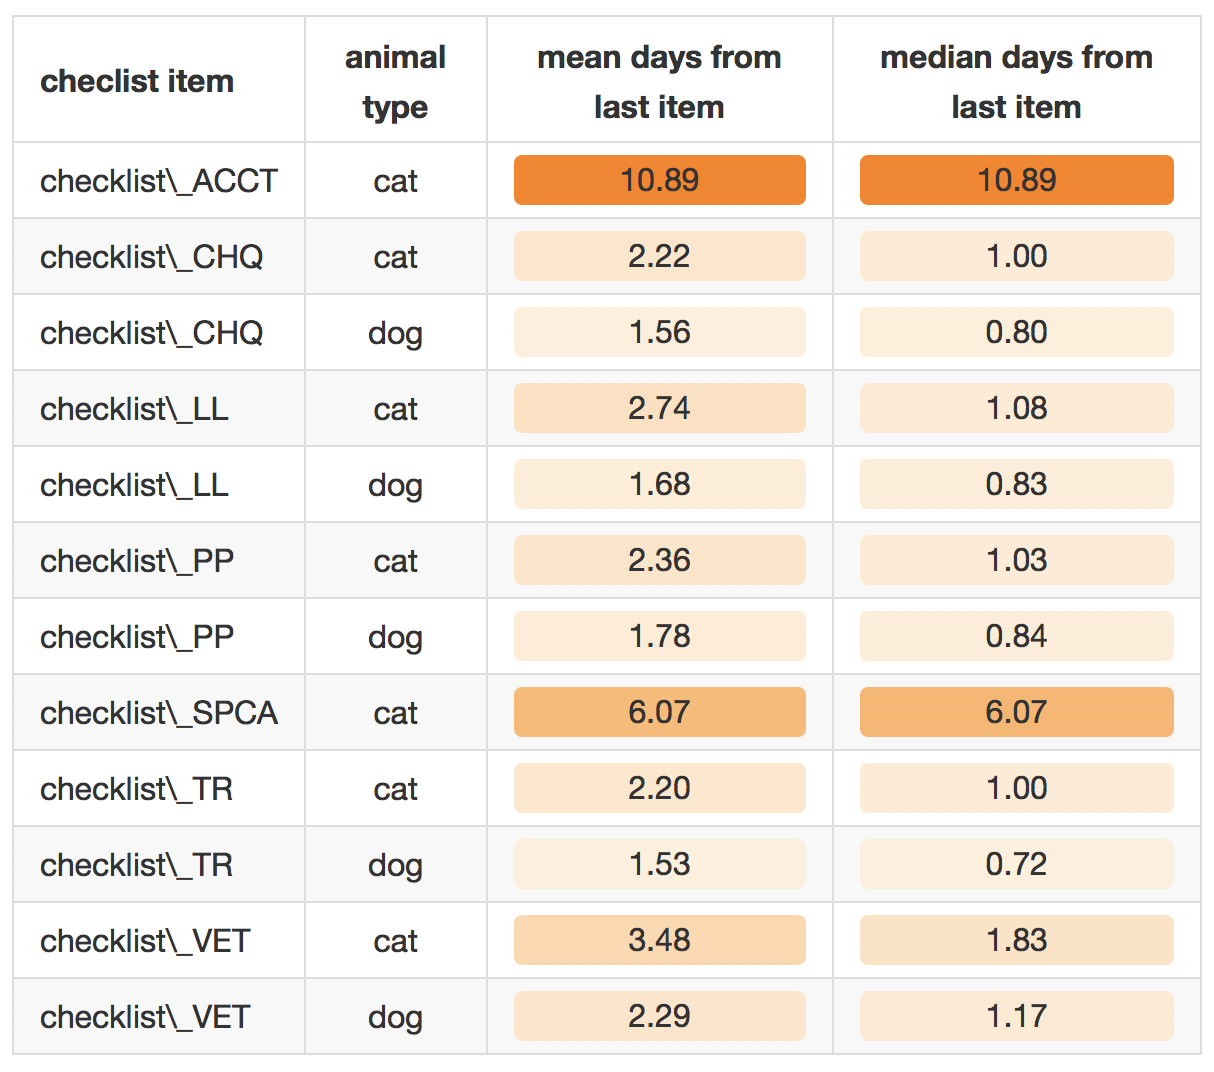 checlist item animal type mean days from last item median days from last item
checklist\_ACCT cat 10.89 10.89
checklist\_CHQ cat 2.22 1.00
checklist\_CHQ dog 1.56 0.80
checklist\_LL cat 2.74 1.08
checklist\_LL dog 1.68 0.83
checklist\_PP cat 2.36 1.03
checklist\_PP dog 1.78 0.84
checklist\_SPCA cat 6.07 6.07
checklist\_TR cat 2.20 1.00
checklist\_TR dog 1.53 0.72
checklist\_VET cat 3.48 1.83
checklist\_VET dog 2.29 1.17